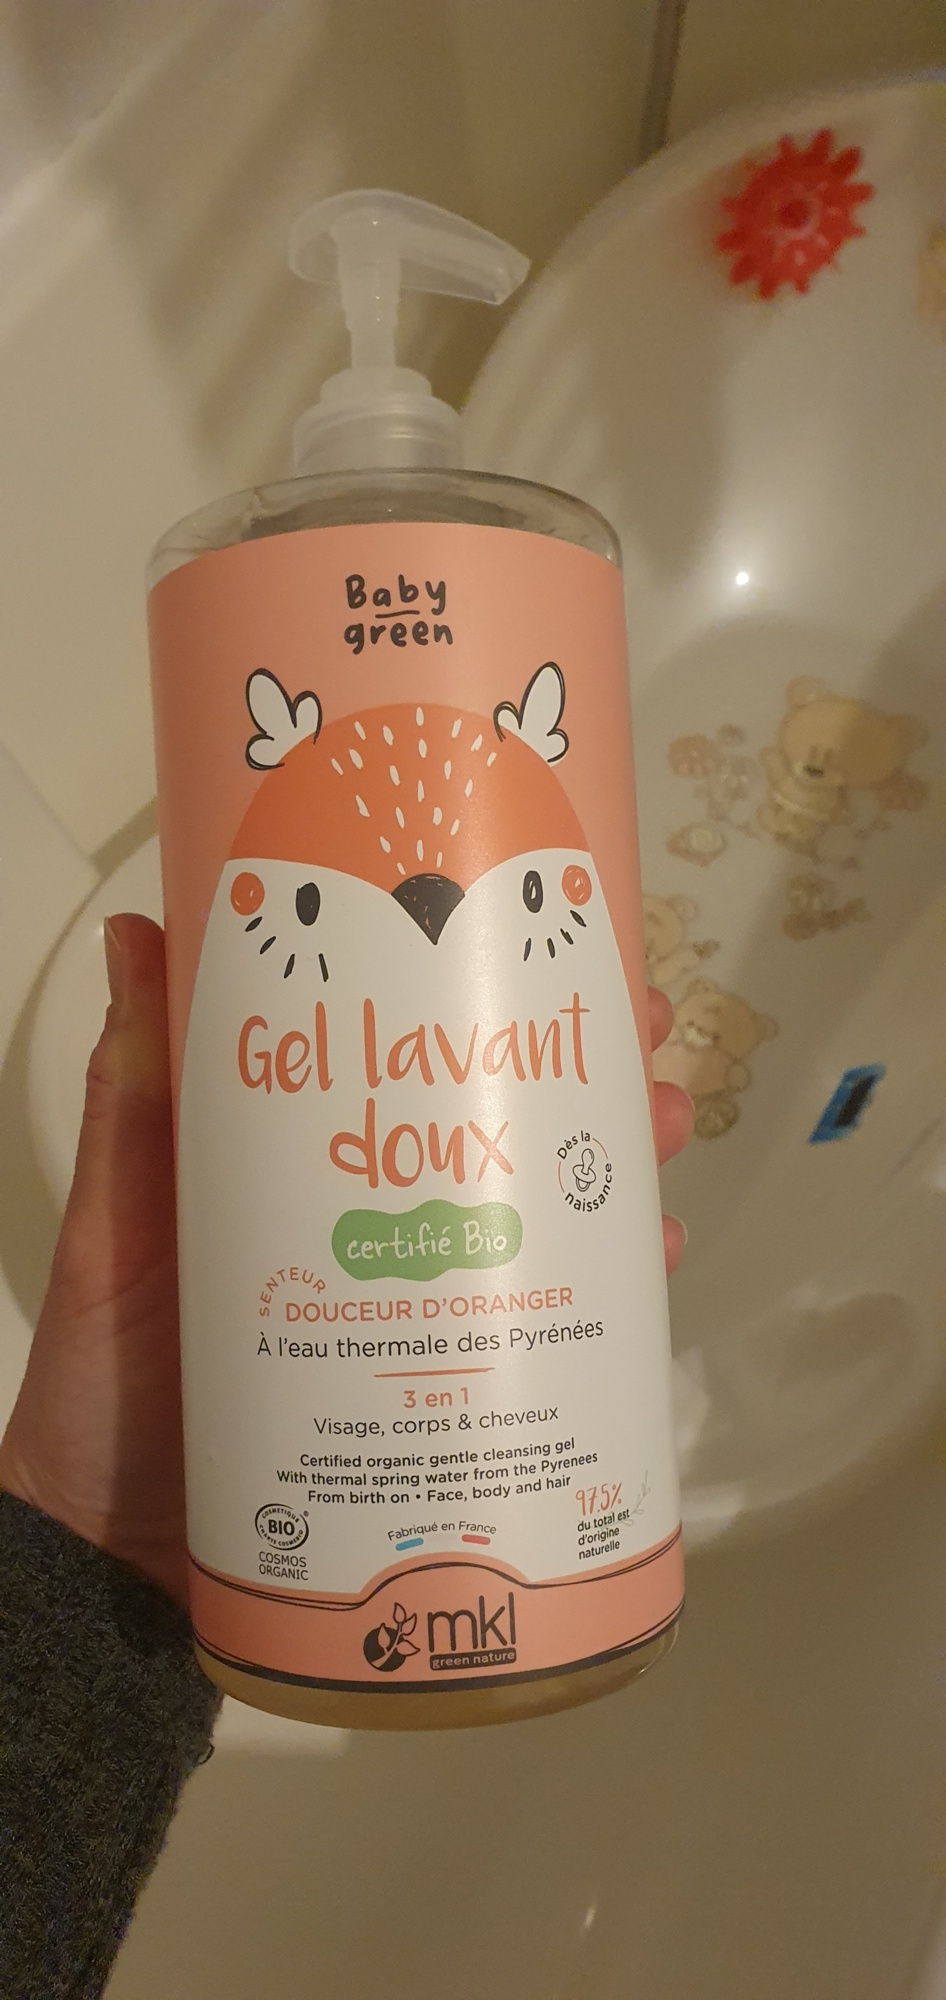 Baby
green
Gel lavant
doux
Dès la
naissance
certifié Bio
SENTEUR
DOUCEUR D'ORANGER
À l'eau thermale des Pyrénées
3 en 1
Visage, corps & cheveux
Certified organic gentle cleansing gel
With thermal spring water from the Pyrenees
From birth on • Face, body and hair
97.5%
du total est
d'origine
naturelle
COSMETIQUE
BIO
COSMOS
ORGANIC
Fabriqué en France
mkl
green nature